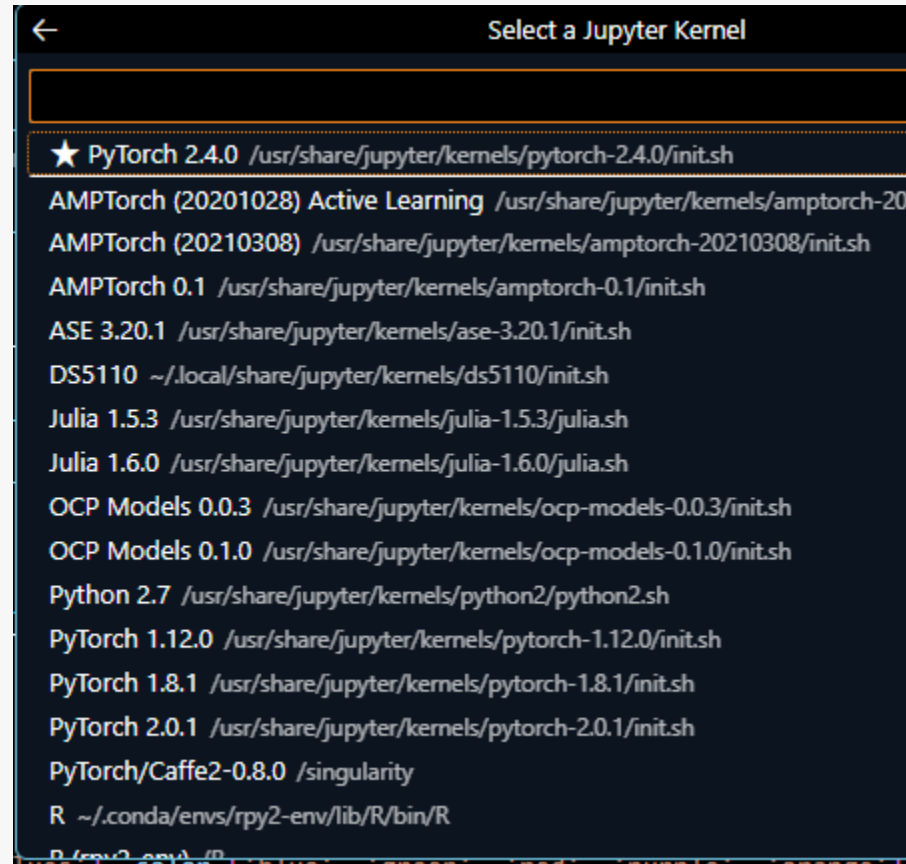 Select a Jupyter Kernel
★ PyTorch 2.4.0 /usr/share/jupyter/kernels/pytorch-2.4.0/init.sh
AMPTorch (20201028) Active Learning /usr/share/jupyter/kernels/amptorch-20
AMPTorch (20210308) /usr/share/jupyter/kernels/amptorch-20210308/init.sh
AMPTorch 0.1 /usr/share/jupyter/kernels/amptorch-0.1/init.sh
ASE 3.20.1 /usr/share/jupyter/kernels/ase-3.20.1/init.sh
DS5110 ~/.local/share/jupyter/kernels/ds5110/init.sh
Julia 1.5.3 /usr/share/jupyter/kernels/julia-1.5.3/julia.sh
Julia 1.6.0 /usr/share/jupyter/kernels/julia-1.6.0/julia.sh
OCP Models 0.0.3 /usr/share/jupyter/kernels/ocp-models-0.0.3/init.sh
OCP Models 0.1.0 /usr/share/jupyter/kernels/ocp-models-0.1.0/init.sh
Python 2.7 /usr/share/jupyter/kernels/python2/python2.sh
PyTorch 1.12.0 /usr/share/jupyter/kernels/pytorch-1.12.0/init.sh
PyTorch 1.8.1 /usr/share/jupyter/kernels/pytorch-1.8.1/init.sh
PyTorch 2.0.1 /usr/share/jupyter/kernels/pytorch-2.0.1/init.sh
PyTorch/Caffe2-0.8.0 /singularity
R ~/.conda/envs/rpy2-env/lib/R/bin/R
R (rpy2-env) /R